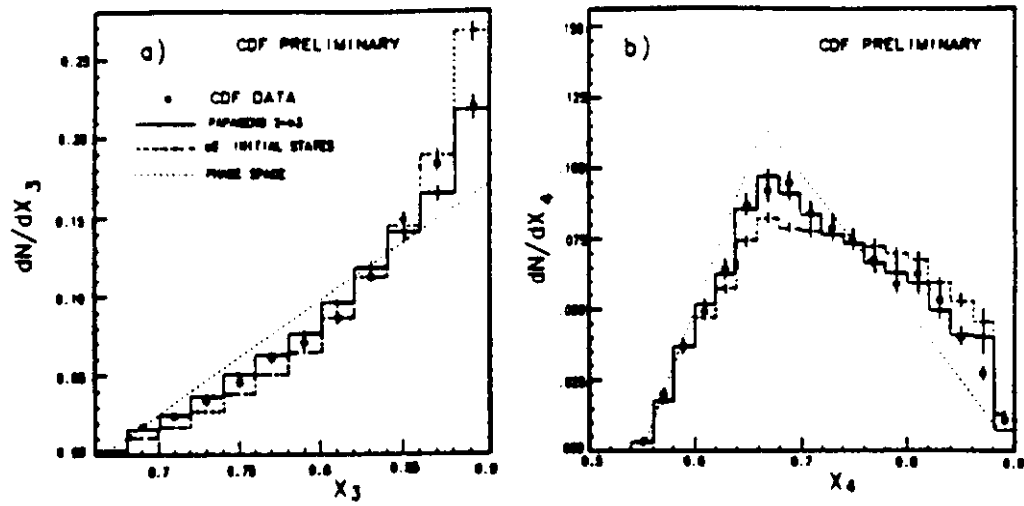 a) CDF PRELIMINARY
CDF DATA
PAPAGENO 2→3
INITIAL STATES
PHASE SPACE
dN/dX₃
0.25
0.20
0.15
0.10
0.05
0.00
0.7 0.75 0.8 0.85 0.9
X₃
b) CDF PRELIMINARY
dN/dX₄
.150
.125
.100
.075
.050
.025
.000
0.5 0.6 0.7 0.8 0.9
X₄